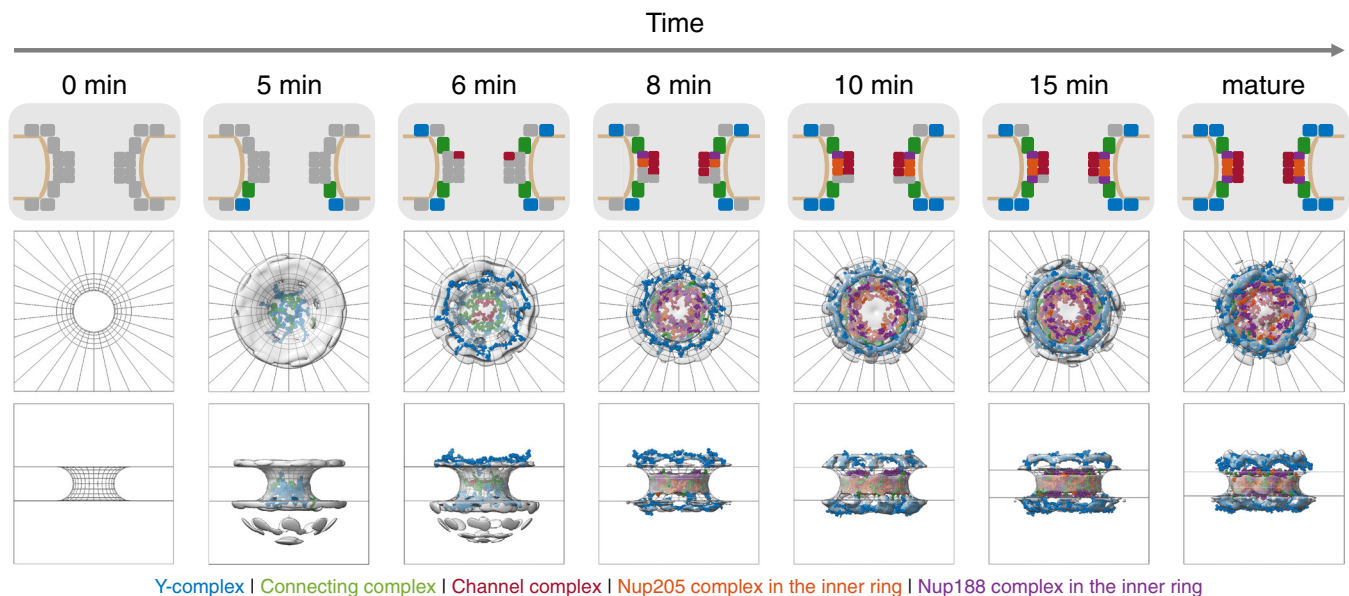 Time
0 min 5 min 6 min 8 min 10 min 15 min mature
Y-complex | Connecting complex | Channel complex | Nup205 complex in the inner ring | Nup188 complex in the inner ring